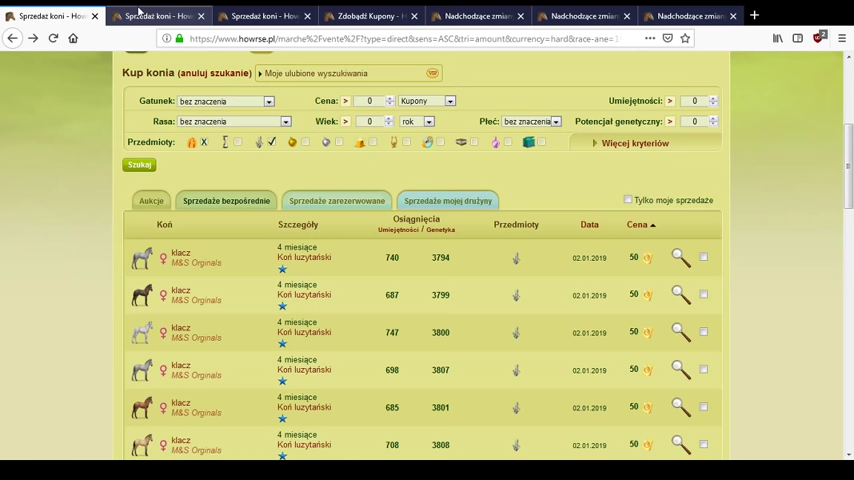 Sprzedaż koni - How
Sprzedaż koni - How
Sprzedaż koni - How
Zdobądź Kupony - H
Nadchodzące zmian
Nadchodzące zmian
Nadchodzące zmian
https://www.howrse.pl/marche%2Fvente/?type=direct&sens=ASC&tri=amount&currency=hard&race-ane=
2
Kup konia (anuluj szukanie) Moje ulubione wyszukiwania VIP
Gatunek: bez znaczenia Cena: > 0 Kupony Umiejętności: > 0
Rasa: bez znaczenia Wiek: > 0 rok Płeć: bez znaczenia Potencjał genetyczny: > 0
Przedmioty: X Więcej kryteriów
Szukaj
Aukcje Sprzedaże bezpośrednie Sprzedaże zarezerwowane Sprzedaże mojej drużyny Tylko moje sprzedaże
Koń Szczegóły Osiągnięcia Przedmioty Data Cena
Umiejętności / Genetyka
klacz 4 miesiące 740 3794 02.01.2019 50
M&S Orginals Koń luzytański
klacz 4 miesiące 687 3799 02.01.2019 50
M&S Orginals Koń luzytański
klacz 4 miesiące 747 3800 02.01.2019 50
M&S Orginals Koń luzytański
klacz 4 miesiące 698 3807 02.01.2019 50
M&S Orginals Koń luzytański
klacz 4 miesiące 685 3801 02.01.2019 50
M&S Orginals Koń luzytański
klacz 4 miesiące 708 3808 02.01.2019 50
M&S Orginals Koń luzytański